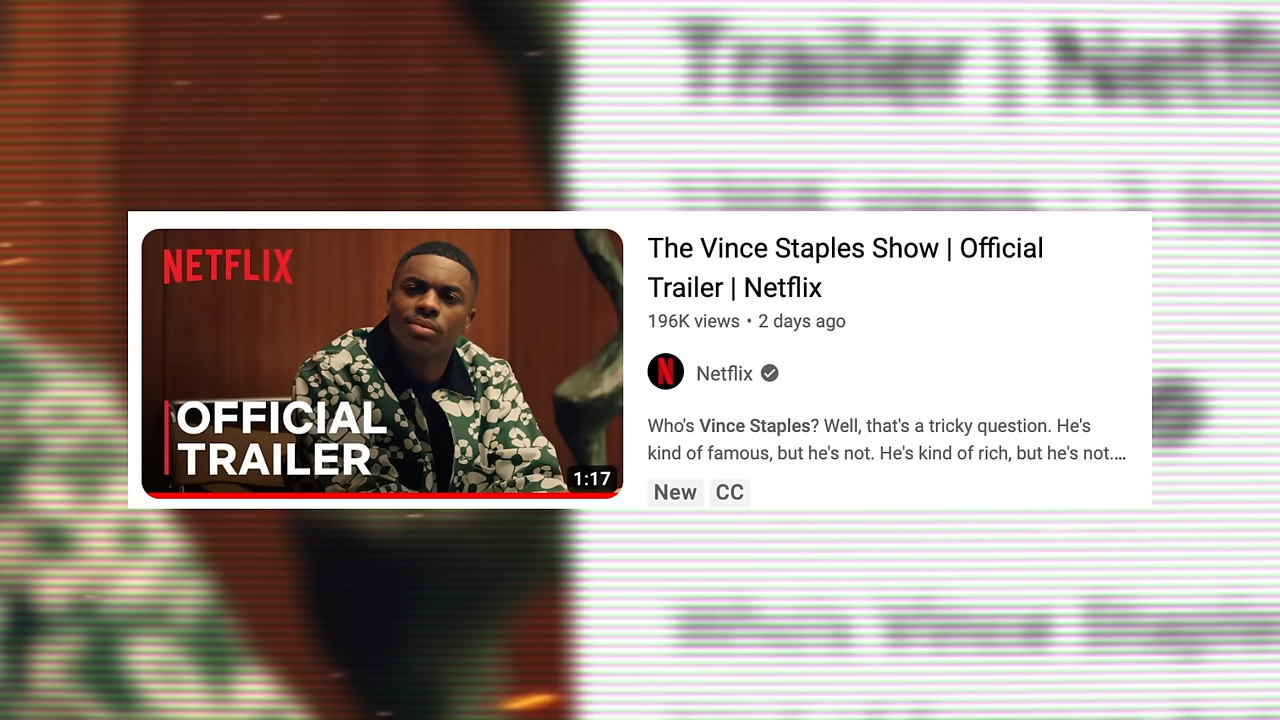 Trailer | Netfl
NETFLIX
OFFICIAL
TRAILER
1:17
The Vince Staples Show | Official
Trailer | Netflix
196K views • 2 days ago
N Netflix
Who's Vince Staples? Well, that's a tricky question. He's
kind of famous, but he's not. He's kind of rich, but he's not....
New CC